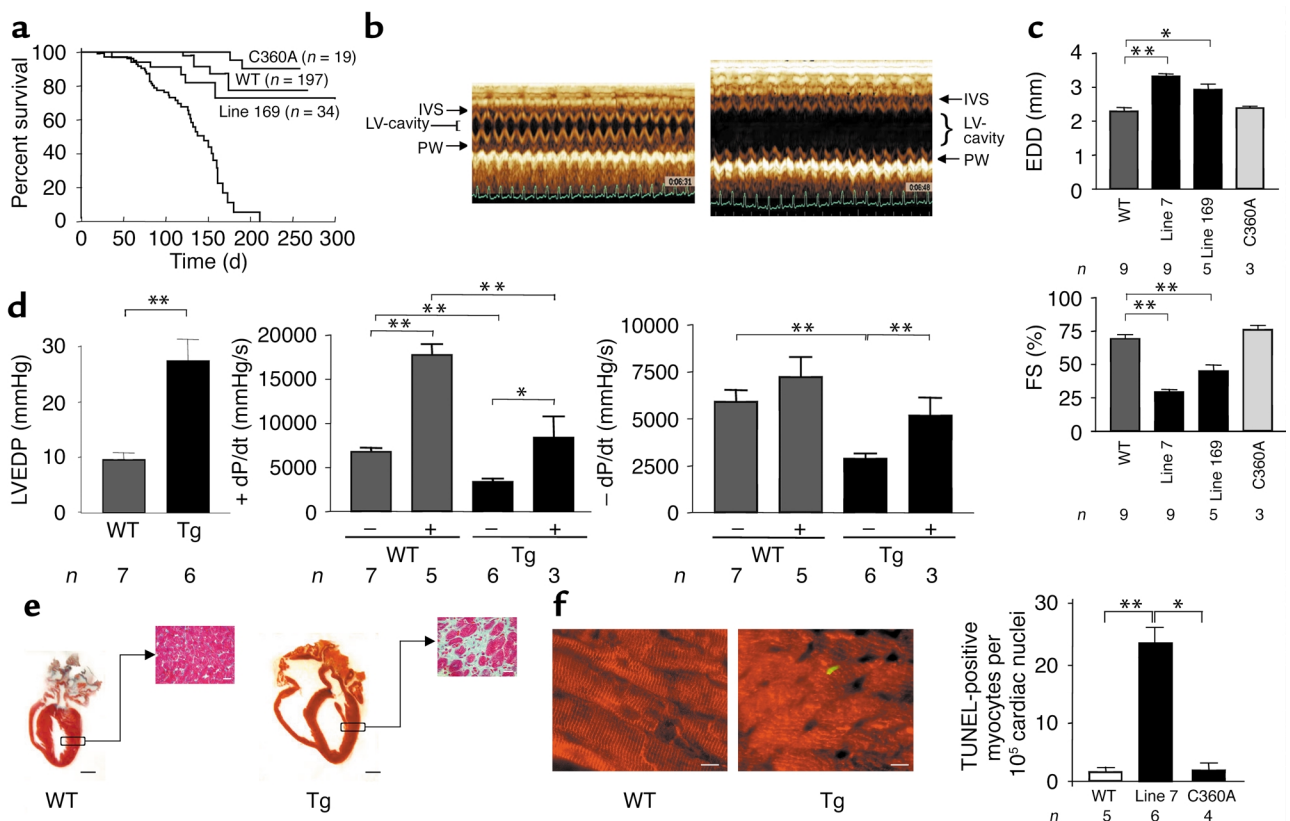 a
Percent survival
100
80
60
40
20
0
0 50 100 150 200 250 300
Time (d)
C360A (n = 19)
WT (n = 197)
Line 169 (n = 34)
b
IVS
LV-cavity
PW
0:06:31
IVS
LV-
cavity
PW
0:06:48
c
EDD (mm)
4
3
2
1
0
* *
*
WT Line 7 Line 169 C360A
n 9 9 5 3
FS (%)
100
75
50
25
0
* *
* *
WT Line 7 Line 169 C360A
n 9 9 5 3
d
LVEDP (mmHg)
30
20
10
0
**
WT Tg
n 7 6
+ dP/dt (mmHg/s)
20000
15000
10000
5000
0
* *
* *
* *
*
– + – +
WT Tg
7 5 6 3
– dP/dt (mmHg/s)
10000
7500
5000
2500
0
* *
* *
– + – +
WT Tg
n 7 5 6 3
e
WT Tg
f
WT Tg
TUNEL-positive
myocytes per
10⁵ cardiac nuclei
30
20
10
0
* *
*
WT Line 7 C360A
n 5 6 4